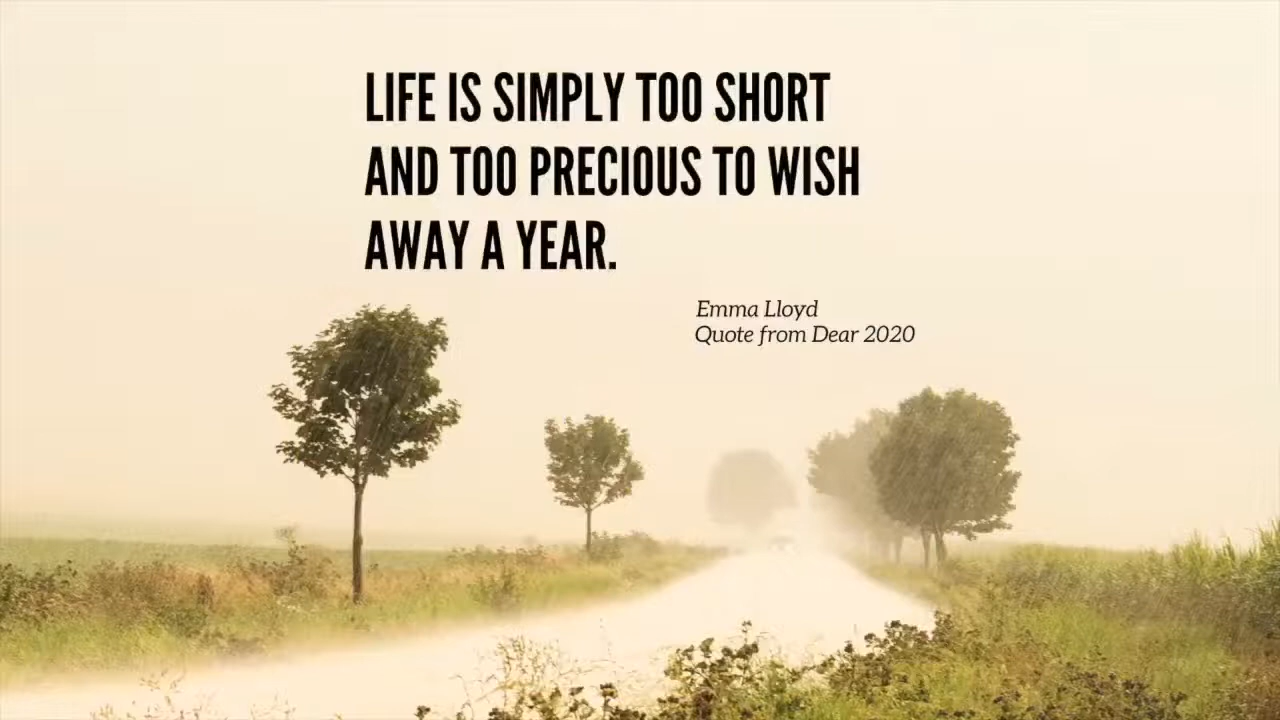 LIFE IS SIMPLY TOO SHORT
AND TOO PRECIOUS TO WISH
AWAY A YEAR.
Emma Lloyd
Quote from Dear 2020